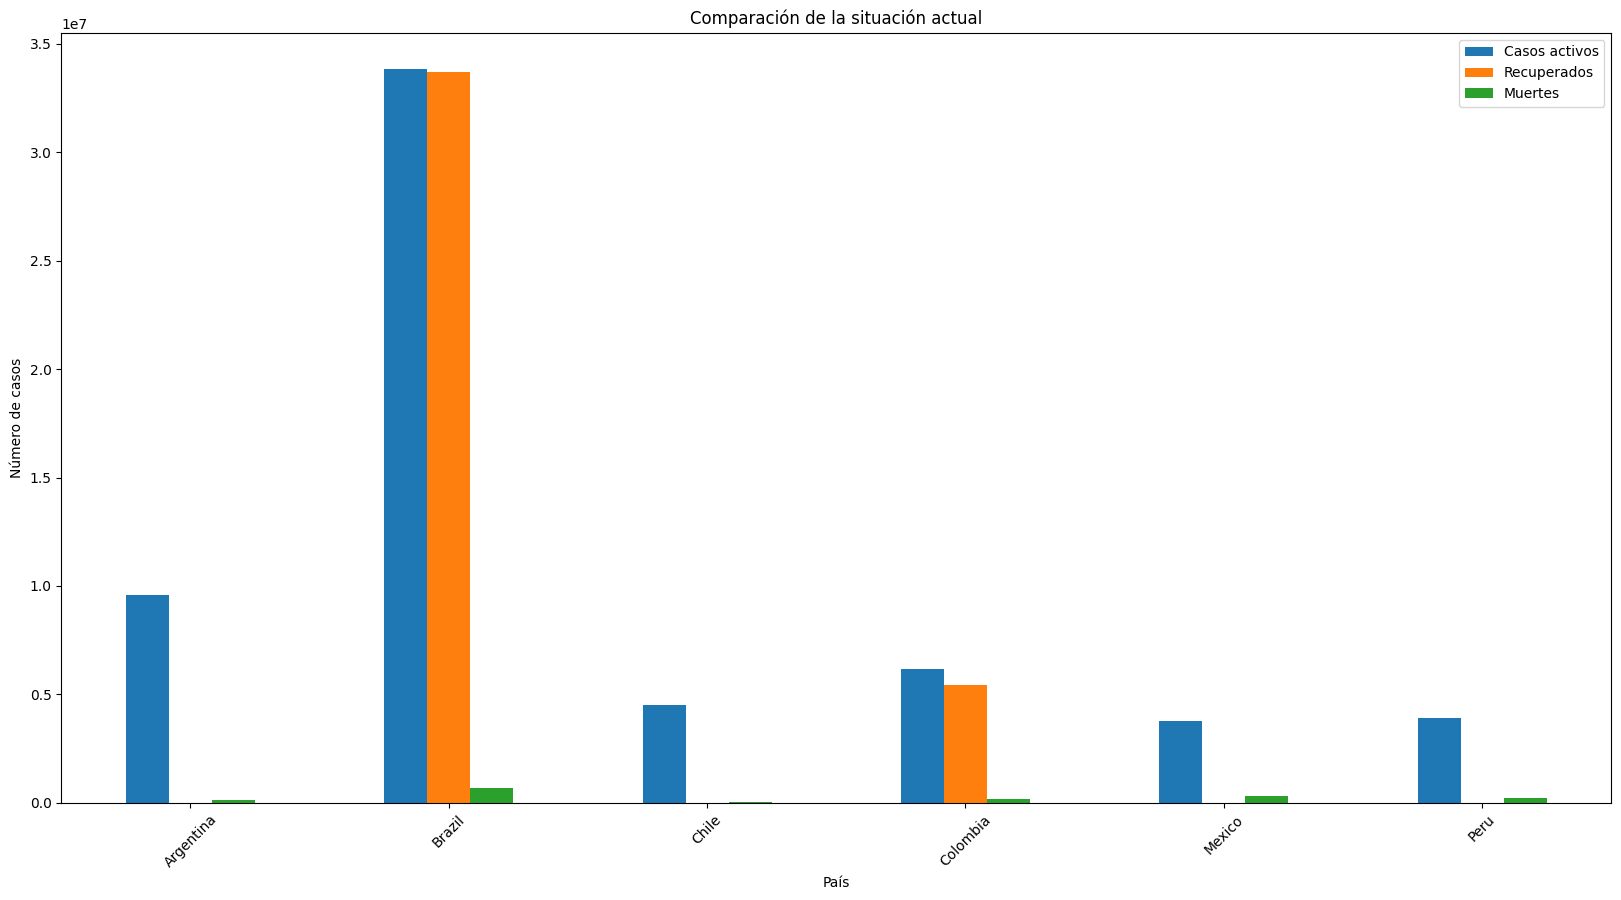 Comparación de la situación actual
1e7
3.5
3.0
2.5
2.0
1.5
1.0
0.5
0.0
Número de casos
Casos activos
Recuperados
Muertes
Argentina
Brazil
Chile
Colombia
Mexico
Peru
País